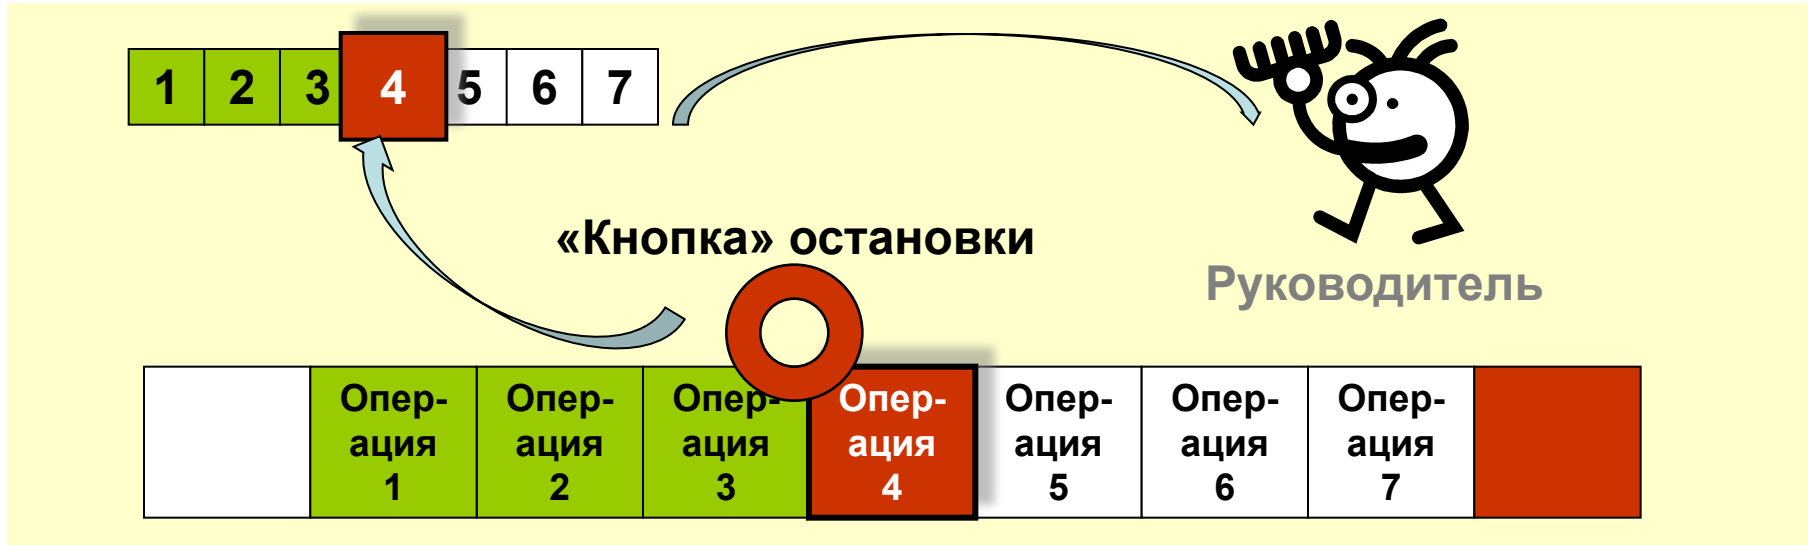 1 2 3 4 5 6 7
«Кнопка» остановки
Руководитель
Опер-
ация
1
Опер-
ация
2
Опер-
ация
3
Опер-
ация
4
Опер-
ация
5
Опер-
ация
6
Опер-
ация
7